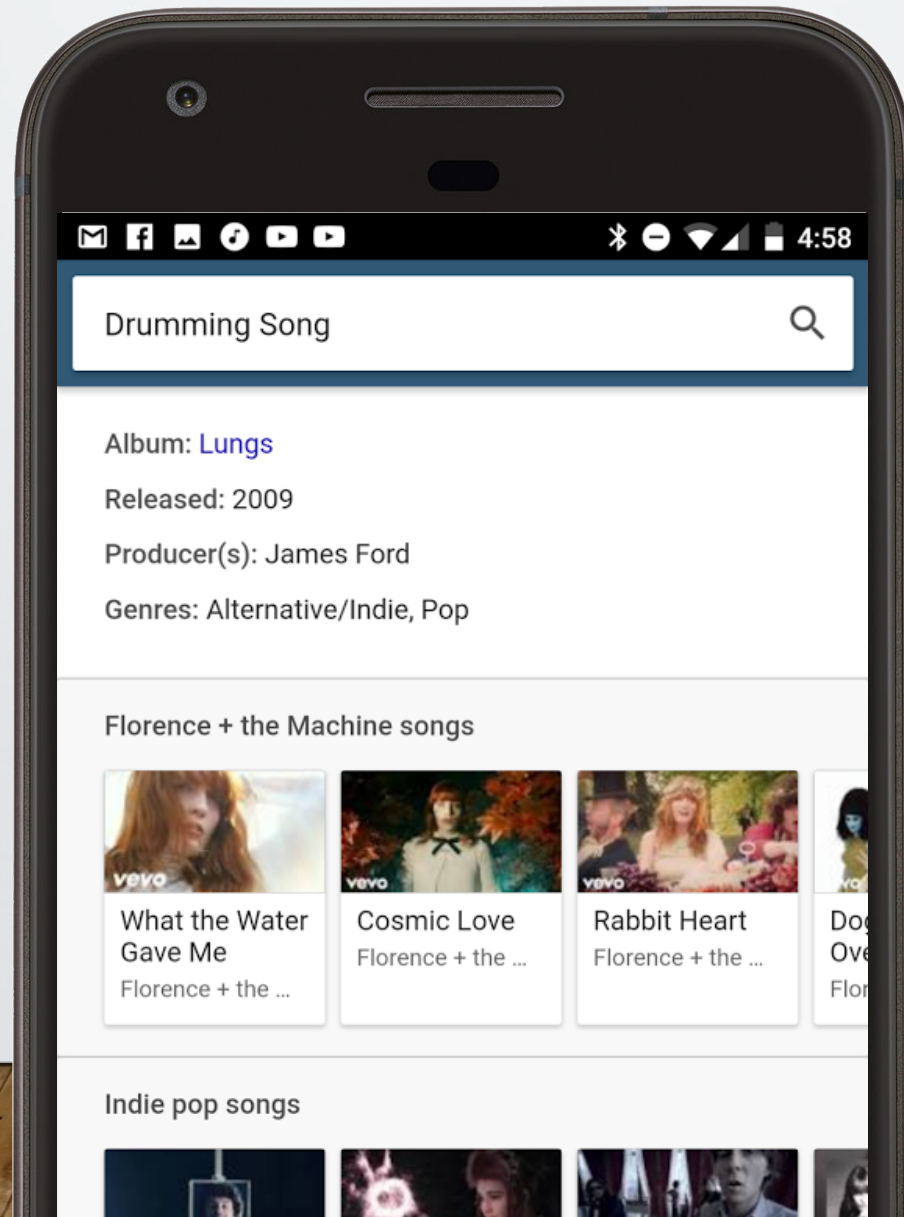 4:58
Drumming Song
Album: Lungs
Released: 2009
Producer(s): James Ford
Genres: Alternative/Indie, Pop
Florence + the Machine songs
vevo
vevo
vevo
What the Water
Gave Me
Florence + the ...
Cosmic Love
Florence + the ...
Rabbit Heart
Florence + the ...
Indie pop songs